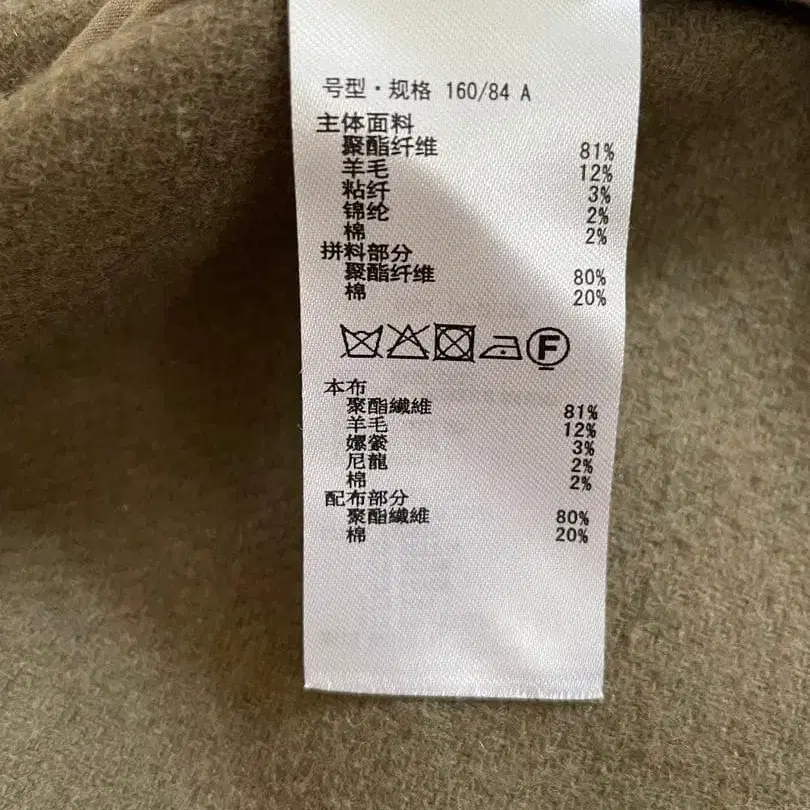 号型·规格 160/84 A
主体面料
聚酯纤维 81%
羊毛 12%
粘纤 3%
锦纶 2%
棉 2%
拼料部分
聚酯纤维 80%
棉 20%
F
本布
聚酯纖維 81%
羊毛 12%
嫘縈 3%
尼龍 2%
棉 2%
配布部分
聚酯纖維 80%
棉 20%